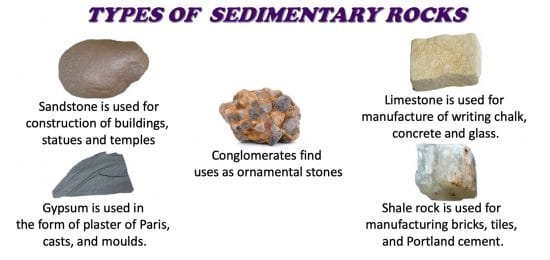 TYPES OF SEDIMENTARY ROCKS
Sandstone is used for
construction of buildings,
statues and temples
Limestone is used for
manufacture of writing chalk,
concrete and glass.
Conglomerates find
uses as ornamental stones
Gypsum is used in
the form of plaster of Paris,
casts, and moulds.
Shale rock is used for
manufacturing bricks, tiles,
and Portland cement.